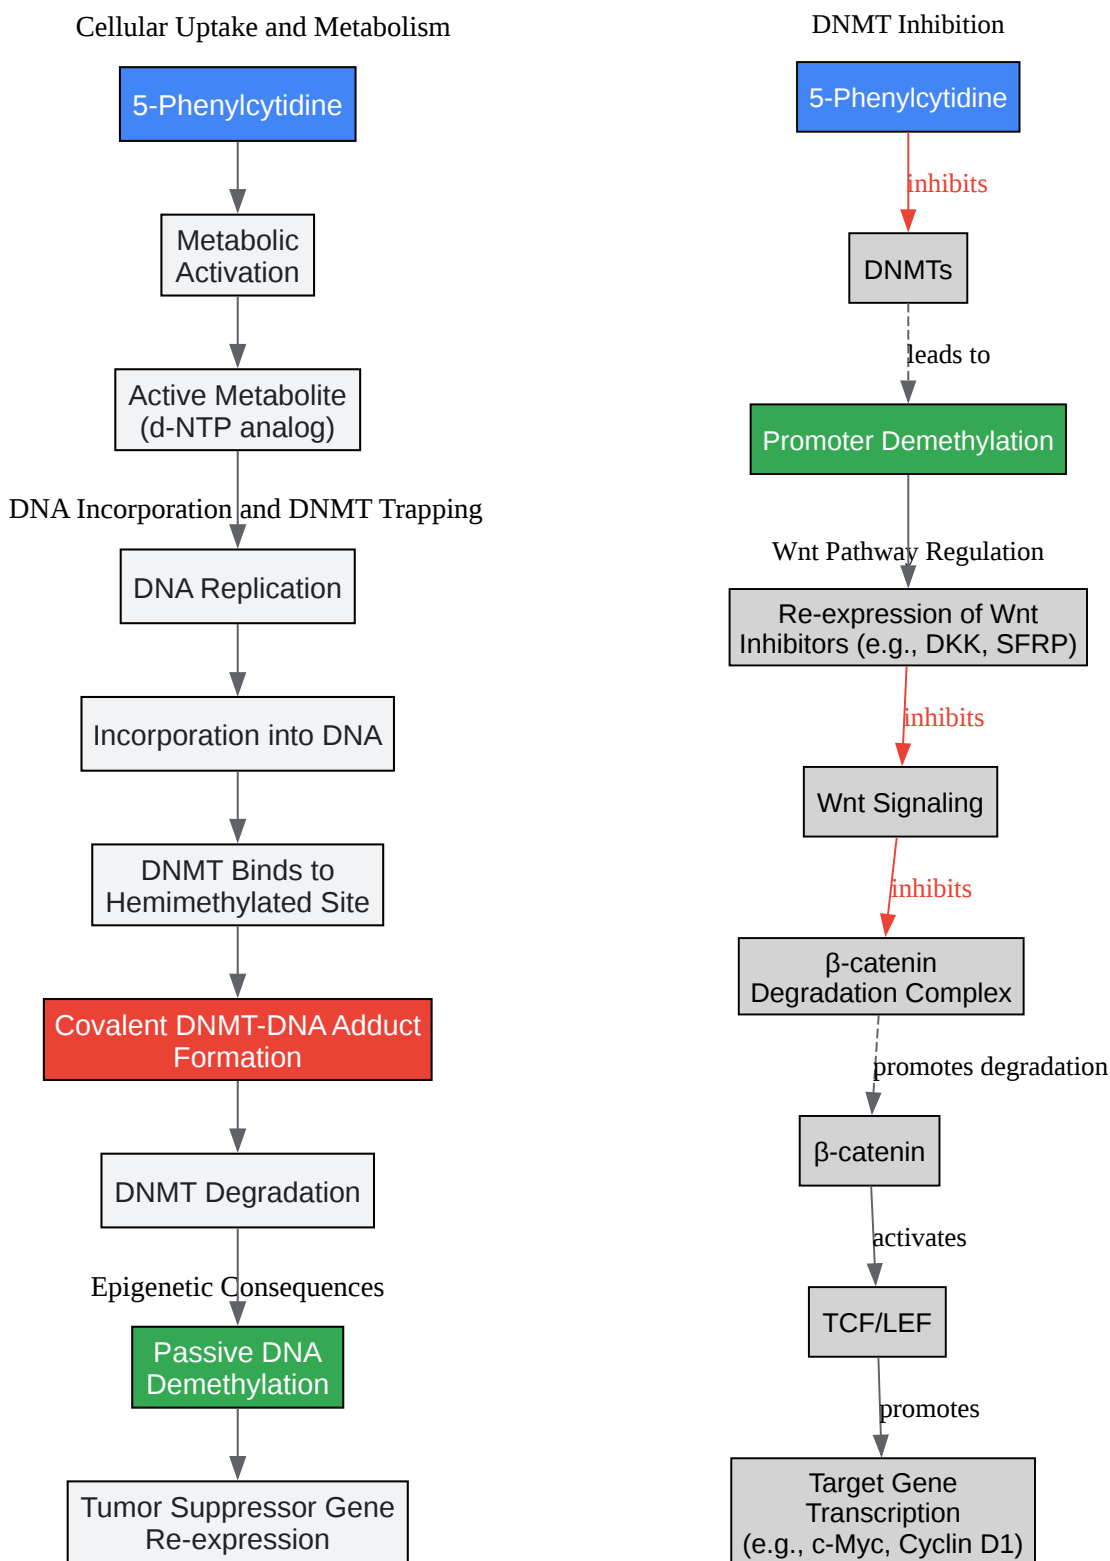 Cellular Uptake and Metabolism
5-Phenylcytidine
Metabolic
Activation
Active Metabolite
(d-NTP analog)
DNA Incorporation and DNMT Trapping
DNA Replication
Incorporation into DNA
DNMT Binds to
Hemimethylated Site
Covalent DNMT-DNA Adduct
Formation
DNMT Degradation
Epigenetic Consequences
Passive DNA
Demethylation
Tumor Suppressor Gene
Re-expression
DNMT Inhibition
5-Phenylcytidine
inhibits
DNMTs
leads to
Promoter Demethylation
Wnt Pathway Regulation
Re-expression of Wnt
Inhibitors (e.g., DKK, SFRP)
inhibits
Wnt Signaling
inhibits
β-catenin
Degradation Complex
promotes degradation
β-catenin
activates
TCF/LEF
promotes
Target Gene
Transcription
(e.g., c-Myc, Cyclin D1)